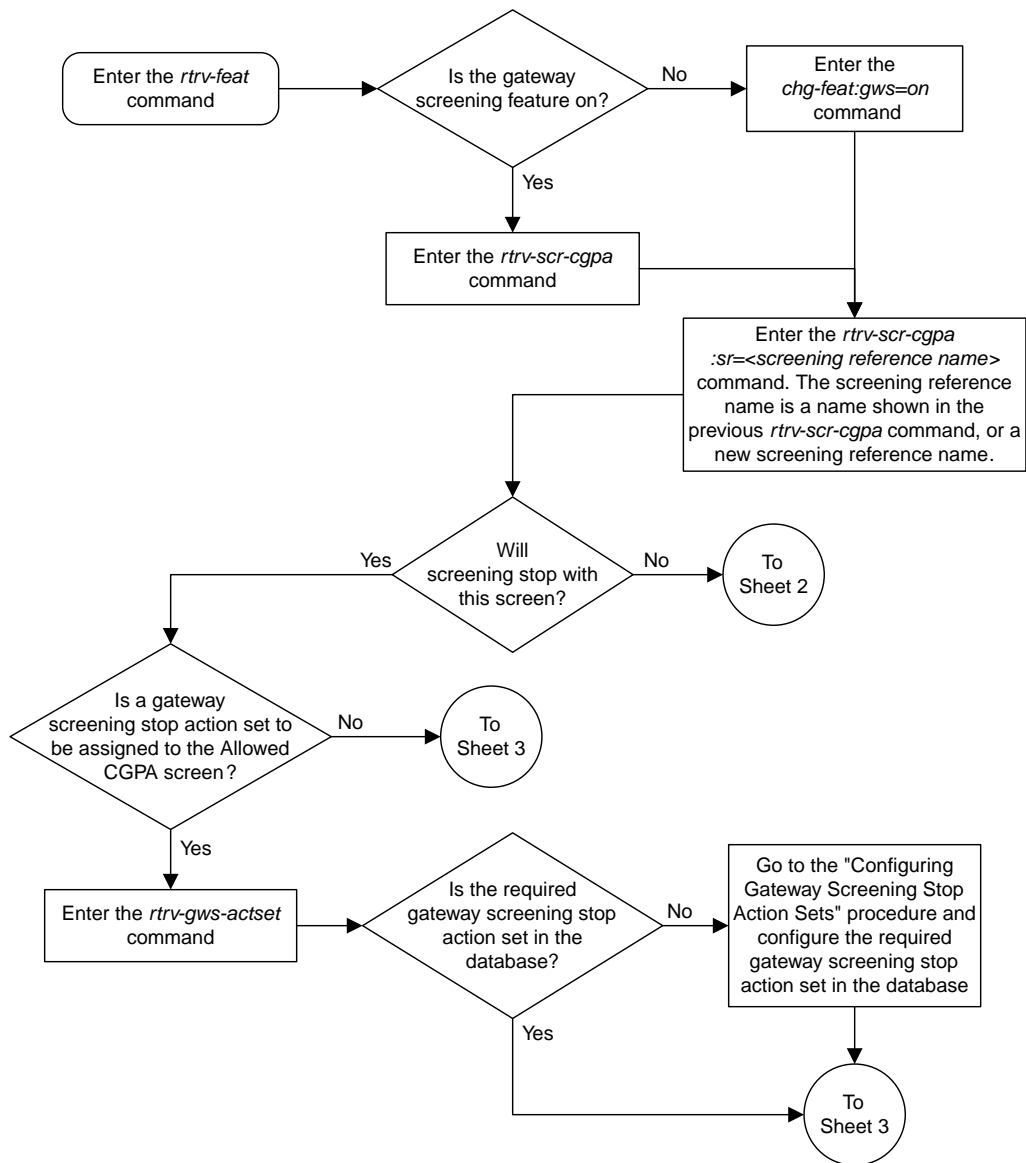 Enter the rtrv-feat
command
Is the gateway
screening feature on?
No
Enter the
chg-feat:gws=on
command
Yes
Enter the rtrv-scr-cgpa
command
Enter the rtrv-scr-cgpa
:sr=<screening reference name>
command. The screening reference
name is a name shown in the
previous rtrv-scr-cgpa command, or a
new screening reference name.
Will
screening stop with
this screen?
Yes
No
To
Sheet 2
Is a gateway
screening stop action set to
be assigned to the Allowed
CGPA screen?
No
To
Sheet 3
Yes
Enter the rtrv-gws-actset
command
Is the required
gateway screening stop
action set in the
database?
No
Go to the "Configuring
Gateway Screening Stop
Action Sets" procedure and
configure the required
gateway screening stop
action set in the database
Yes
To
Sheet 3